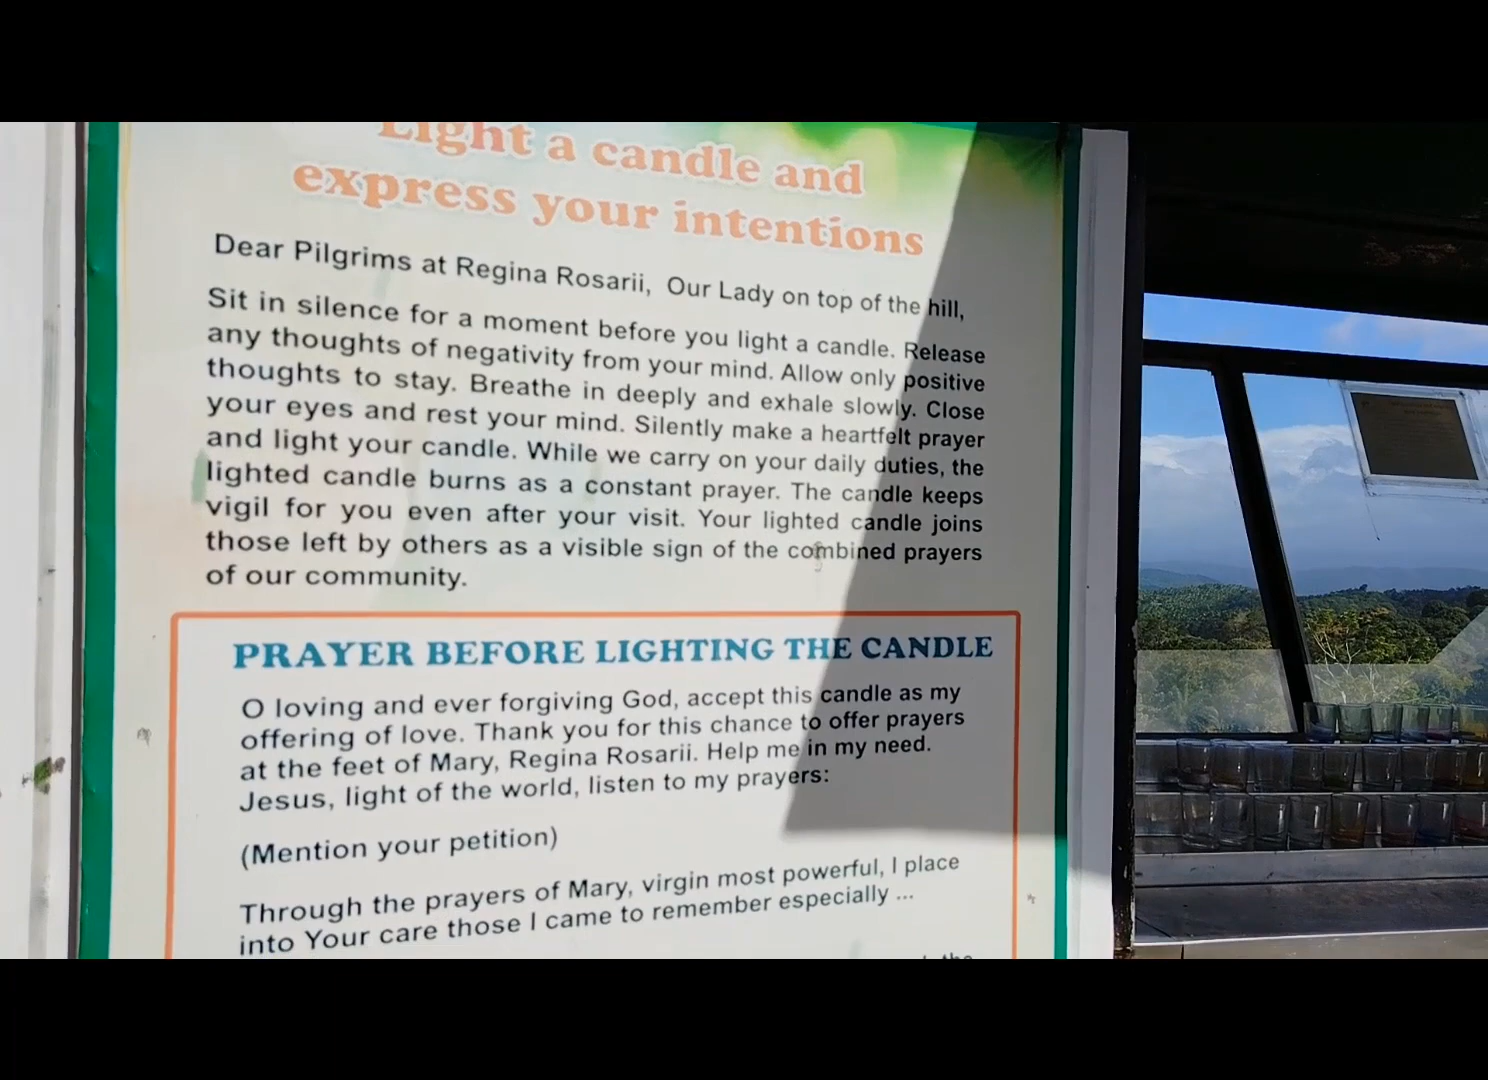 Light a candle and
express your intentions
Dear Pilgrims at Regina Rosarii, Our Lady on top of the hill,
Sit in silence for a moment before you light a candle. Release
any thoughts of negativity from your mind. Allow only positive
thoughts to stay. Breathe in deeply and exhale slowly. Close
your eyes and rest your mind. Silently make a heartfelt prayer
and light your candle. While we carry on your daily duties, the
lighted candle burns as a constant prayer. The candle keeps
vigil for you even after your visit. Your lighted candle joins
those left by others as a visible sign of the combined prayers
of our community.
PRAYER BEFORE LIGHTING THE CANDLE
O loving and ever forgiving God, accept this candle as my
offering of love. Thank you for this chance to offer prayers
at the feet of Mary, Regina Rosarii. Help me in my need.
Jesus, light of the world, listen to my prayers:
(Mention your petition)
Through the prayers of Mary, virgin most powerful, I place
into Your care those I came to remember especially ...